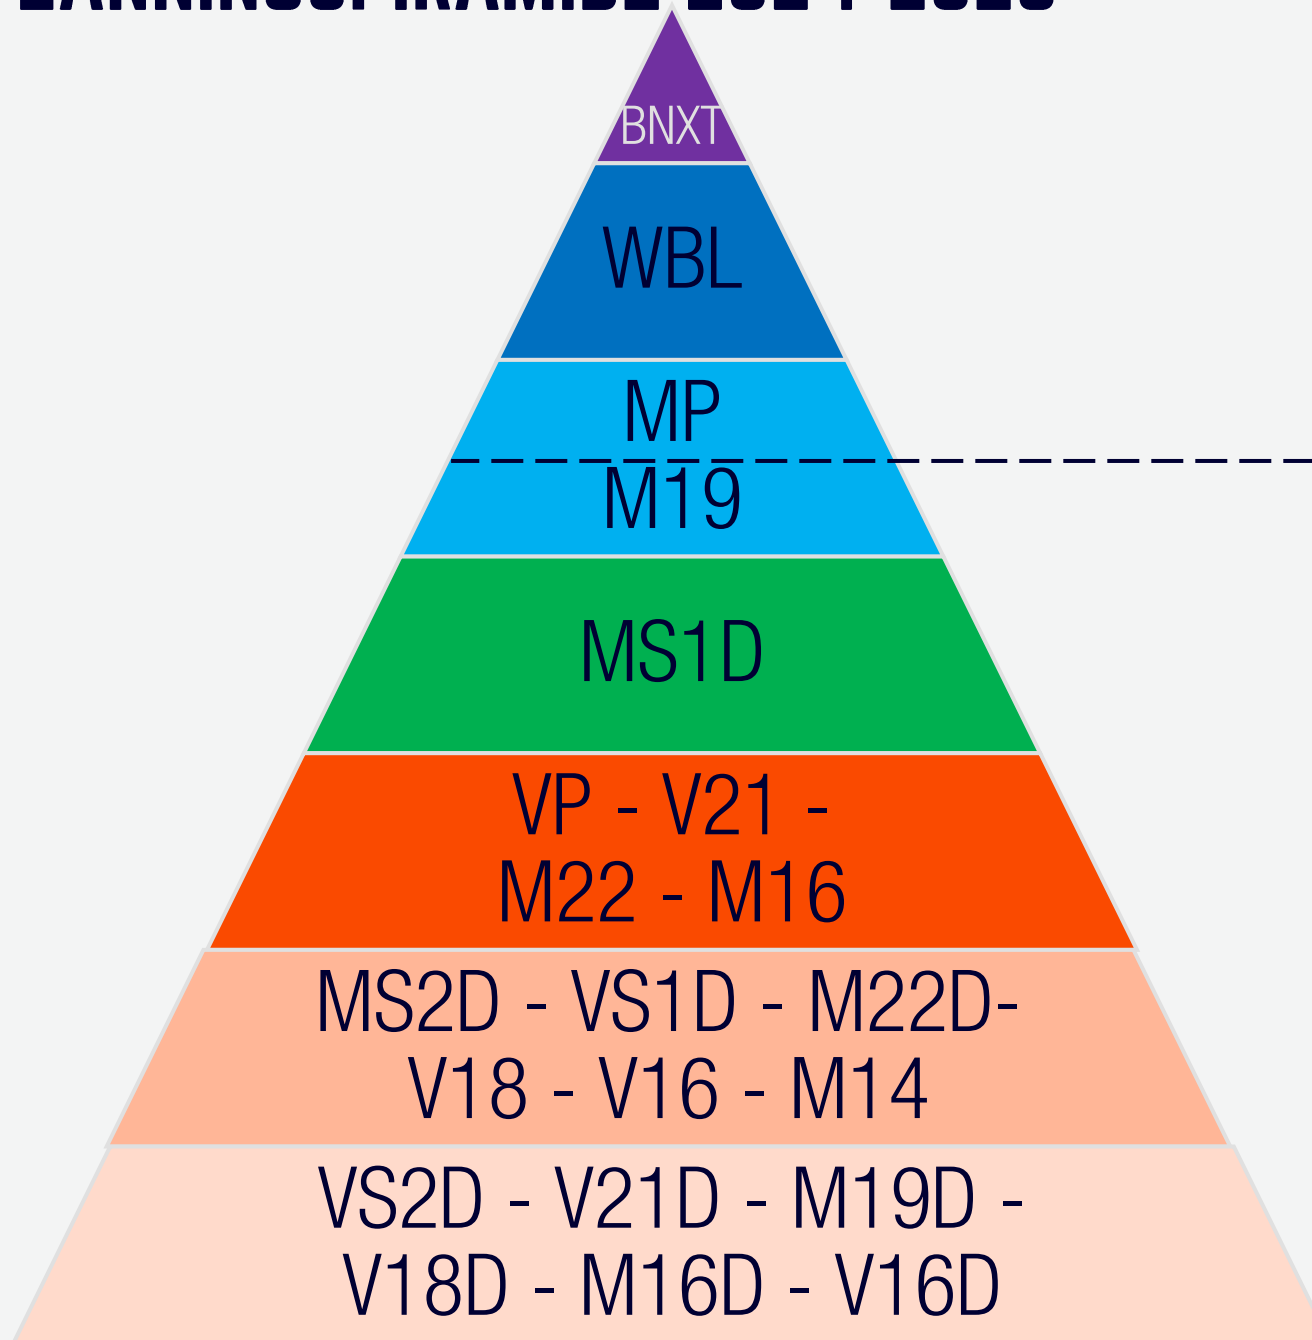 BNXT
WBL
MP
M19
MS1D
VP - V21 -
M22 - M16
MS2D - VS1D - M22D-
V18 - V16 - M14
VS2D - V21D - M19D -
V18D - M16D - V16D